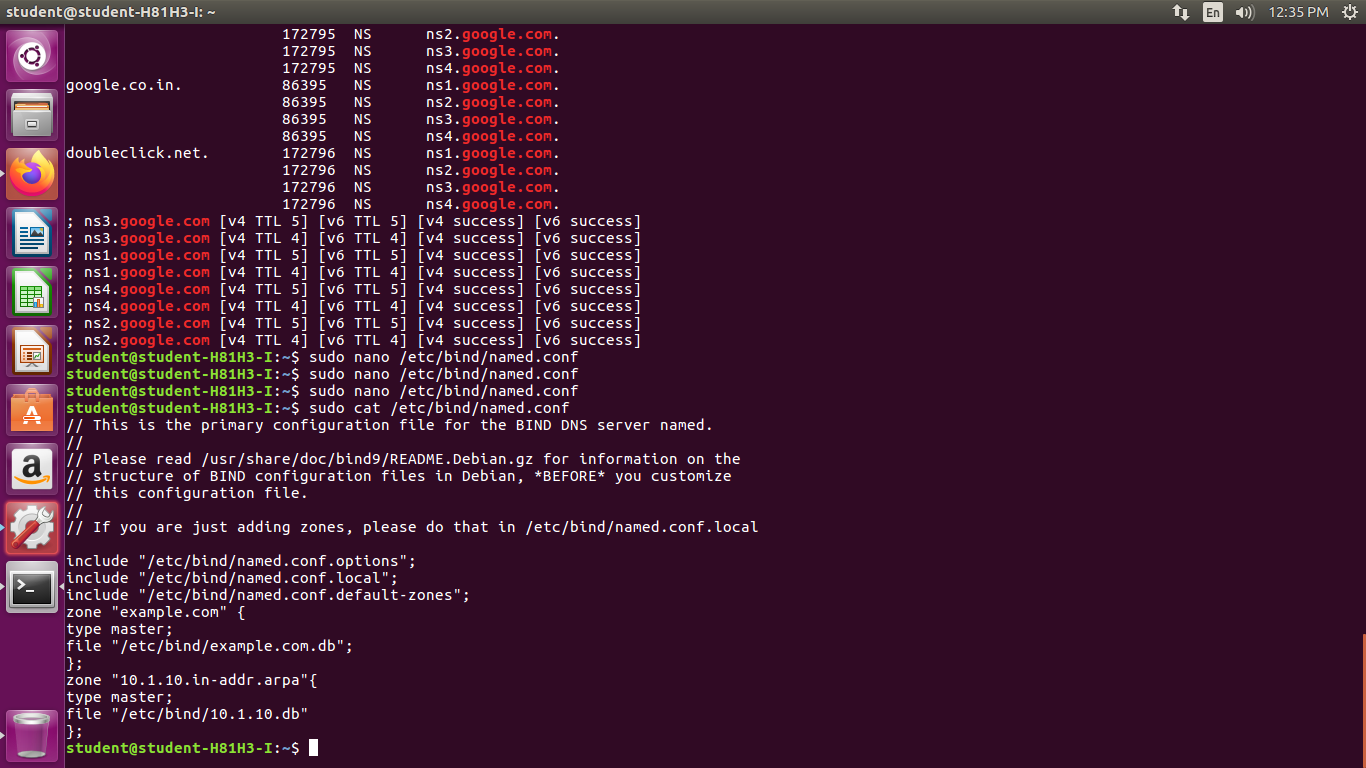 student@student-H81H3-I: ~
En
12:35 PM
172795 NS ns2.google.com.
172795 NS ns3.google.com.
172795 NS ns4.google.com.
google.co.in. 86395 NS ns1.google.com.
86395 NS ns2.google.com.
86395 NS ns3.google.com.
86395 NS ns4.google.com.
doubleclick.net. 172796 NS ns1.google.com.
172796 NS ns2.google.com.
172796 NS ns3.google.com.
172796 NS ns4.google.com.
; ns3.google.com [v4 TTL 5] [v6 TTL 5] [v4 success] [v6 success]
; ns3.google.com [v4 TTL 4] [v6 TTL 4] [v4 success] [v6 success]
; ns1.google.com [v4 TTL 5] [v6 TTL 5] [v4 success] [v6 success]
; ns1.google.com [v4 TTL 4] [v6 TTL 4] [v4 success] [v6 success]
; ns4.google.com [v4 TTL 5] [v6 TTL 5] [v4 success] [v6 success]
; ns4.google.com [v4 TTL 4] [v6 TTL 4] [v4 success] [v6 success]
; ns2.google.com [v4 TTL 5] [v6 TTL 5] [v4 success] [v6 success]
; ns2.google.com [v4 TTL 4] [v6 TTL 4] [v4 success] [v6 success]
student@student-H81H3-I:~$ sudo nano /etc/bind/named.conf
student@student-H81H3-I:~$ sudo nano /etc/bind/named.conf
student@student-H81H3-I:~$ sudo nano /etc/bind/named.conf
student@student-H81H3-I:~$ sudo cat /etc/bind/named.conf
// This is the primary configuration file for the BIND DNS server named.
//
// Please read /usr/share/doc/bind9/README.Debian.gz for information on the
// structure of BIND configuration files in Debian, *BEFORE* you customize
// this configuration file.
//
// If you are just adding zones, please do that in /etc/bind/named.conf.local
include "/etc/bind/named.conf.options";
include "/etc/bind/named.conf.local";
include "/etc/bind/named.conf.default-zones";
zone "example.com" {
type master;
file "/etc/bind/example.com.db";
};
zone "10.1.10.in-addr.arpa"{
type master;
file "/etc/bind/10.1.10.db"
};
student@student-H81H3-I:~$